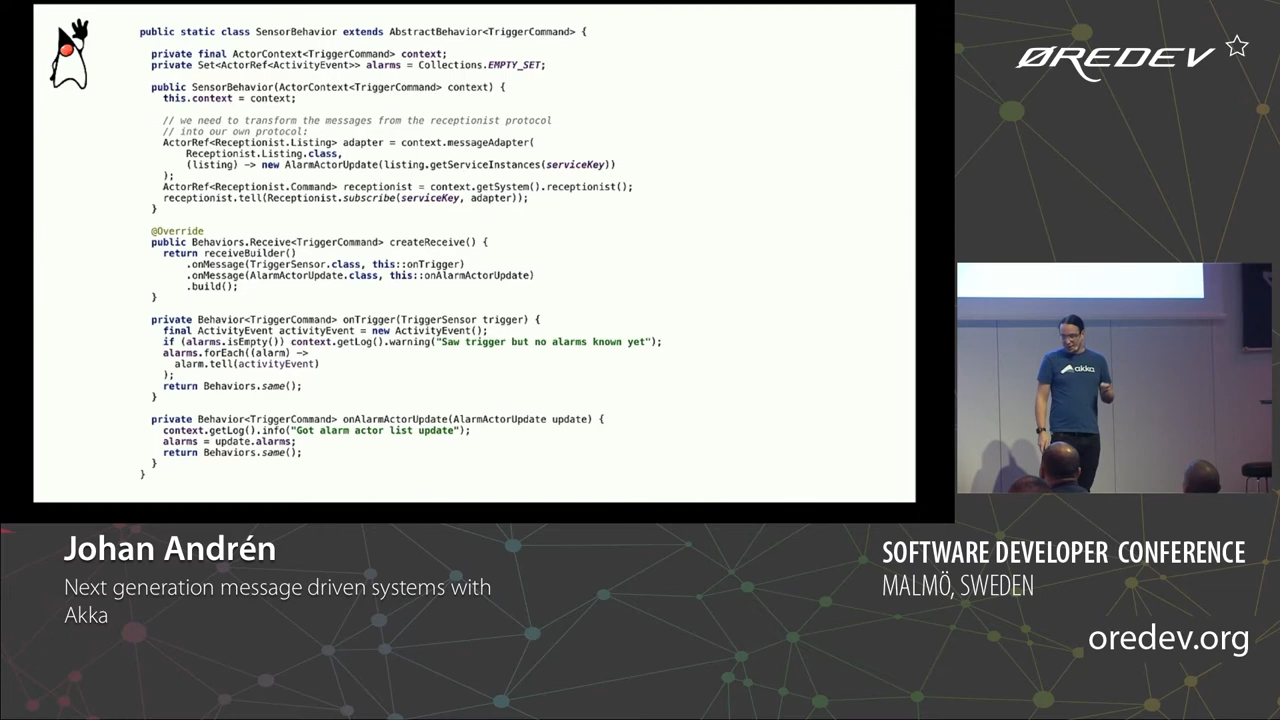 public static class SensorBehavior extends AbstractBehavior<TriggerCommand> {
private final ActorContext<TriggerCommand> context;
private Set<ActorRef<ActivityEvent>> alarms = Collections.EMPTY_SET;
public SensorBehavior(ActorContext<TriggerCommand> context) {
this.context = context;
// we need to transform the messages from the receptionist protocol
// into our own protocol:
ActorRef<Receptionist.Listing> adapter = context.messageAdapter(
Receptionist.Listing.class,
(listing) -> new AlarmActorUpdate(listing.getServiceInstances(serviceKey))
);
ActorRef<Receptionist.Command> receptionist = context.getSystem().receptionist();
receptionist.tell(Receptionist.subscribe(serviceKey, adapter));
}
@Override
public Behaviors.Receive<TriggerCommand> createReceive() {
return receiveBuilder()
.onMessage(TriggerSensor.class, this::onTrigger)
.onMessage(AlarmActorUpdate.class, this::onAlarmActorUpdate)
.build();
}
private Behavior<TriggerCommand> onTrigger(TriggerSensor trigger) {
final ActivityEvent activityEvent = new ActivityEvent();
if (alarms.isEmpty()) context.getLog().warning("Saw trigger but no alarms known yet");
alarms.forEach((alarm) ->
alarm.tell(activityEvent)
);
return Behaviors.same();
}
private Behavior<TriggerCommand> onAlarmActorUpdate(AlarmActorUpdate update) {
context.getLog().info("Got alarm actor list update");
alarms = update.alarms;
return Behaviors.same();
}
}
ØREDEV
akka
Johan Andrén
Next generation message driven systems with
Akka
SOFTWARE DEVELOPER CONFERENCE
MALMÖ, SWEDEN
oredev.org